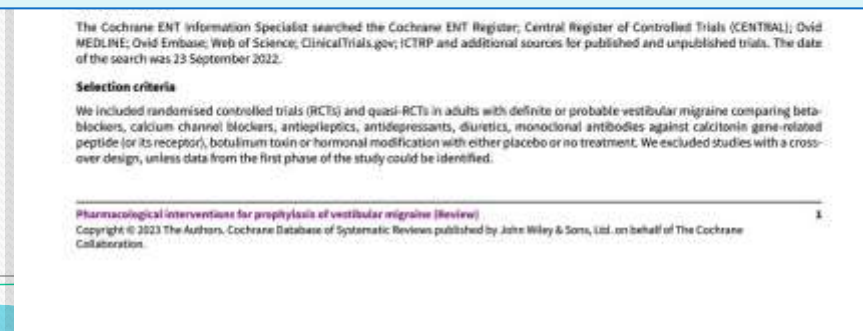 The Cochrane ENT Information Specialist searched the Cochrane ENT Register; Central Register of Controlled Trials (CENTRAL); Ovid
MEDLINE; Ovid Embase; Web of Science; ClinicalTrials.gov; ICTRP and additional sources for published and unpublished trials. The date
of the search was 23 September 2022.
Selection criteria
We included randomised controlled trials (RCTs) and quasi-RCTs in adults with definite or probable vestibular migraine comparing beta-
blockers, calcium channel blockers, antiepileptics, antidepressants, diuretics, monoclonal antibodies against calcitonin gene-related
peptide (or its receptor), botulinum toxin or hormonal modification with either placebo or no treatment. We excluded studies with a cross-
over design, unless data from the first phase of the study could be identified.
Pharmacological interventions for prophylaxis of vestibular migraine (Review) 1
Copyright © 2023 The Authors. Cochrane Database of Systematic Reviews published by John Wiley & Sons, Ltd. on behalf of The Cochrane
Collaboration.